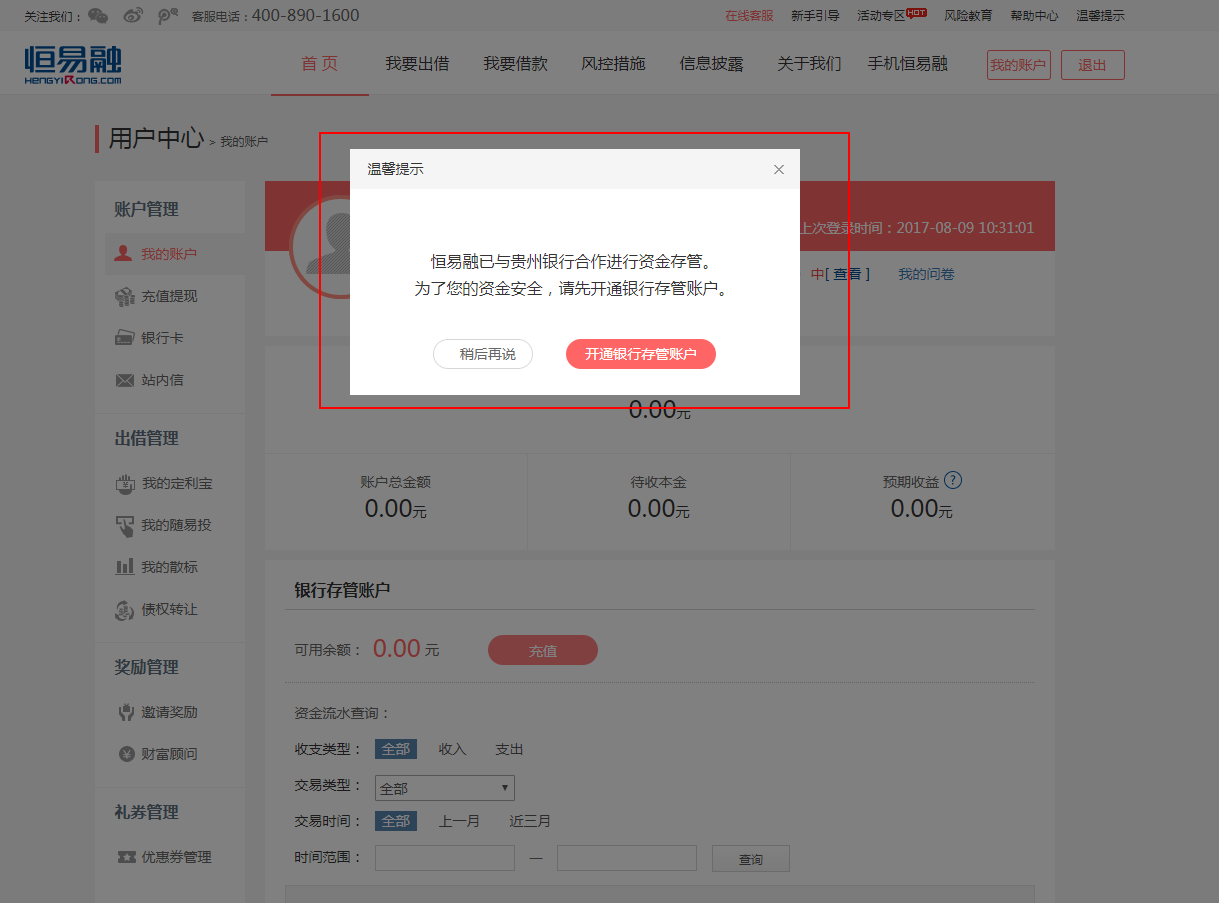 关注我们： 客服电话：400-890-1600 在线客服 新手引导 活动专区 HOT 风险教育 帮助中心 温馨提示
恒易融
HENGYIRONG.COM
首 页 我要出借 我要借款 风控措施 信息披露 关于我们 手机恒易融 我的账户 退出
用户中心 > 我的账户
温馨提示 ×
账户管理
上次登录时间：2017-08-09 10:31:01
我的账户
恒易融已与贵州银行合作进行资金存管。
中[ 查看 ] 我的问卷
为了您的资金安全，请先开通银行存管账户。
充值提现
银行卡
稍后再说 开通银行存管账户
站内信
0.00元
出借管理
账户总金额 待收本金 预期收益 ?
0.00元 0.00元 0.00元
我的定利宝
我的随易投
我的散标
债权转让
银行存管账户
可用余额： 0.00 元 充值
奖励管理
邀请奖励
财富顾问
资金流水查询：
收支类型： 全部 收入 支出
交易类型： 全部
礼券管理
交易时间： 全部 上一月 近三月
优惠券管理
时间范围： — 查询